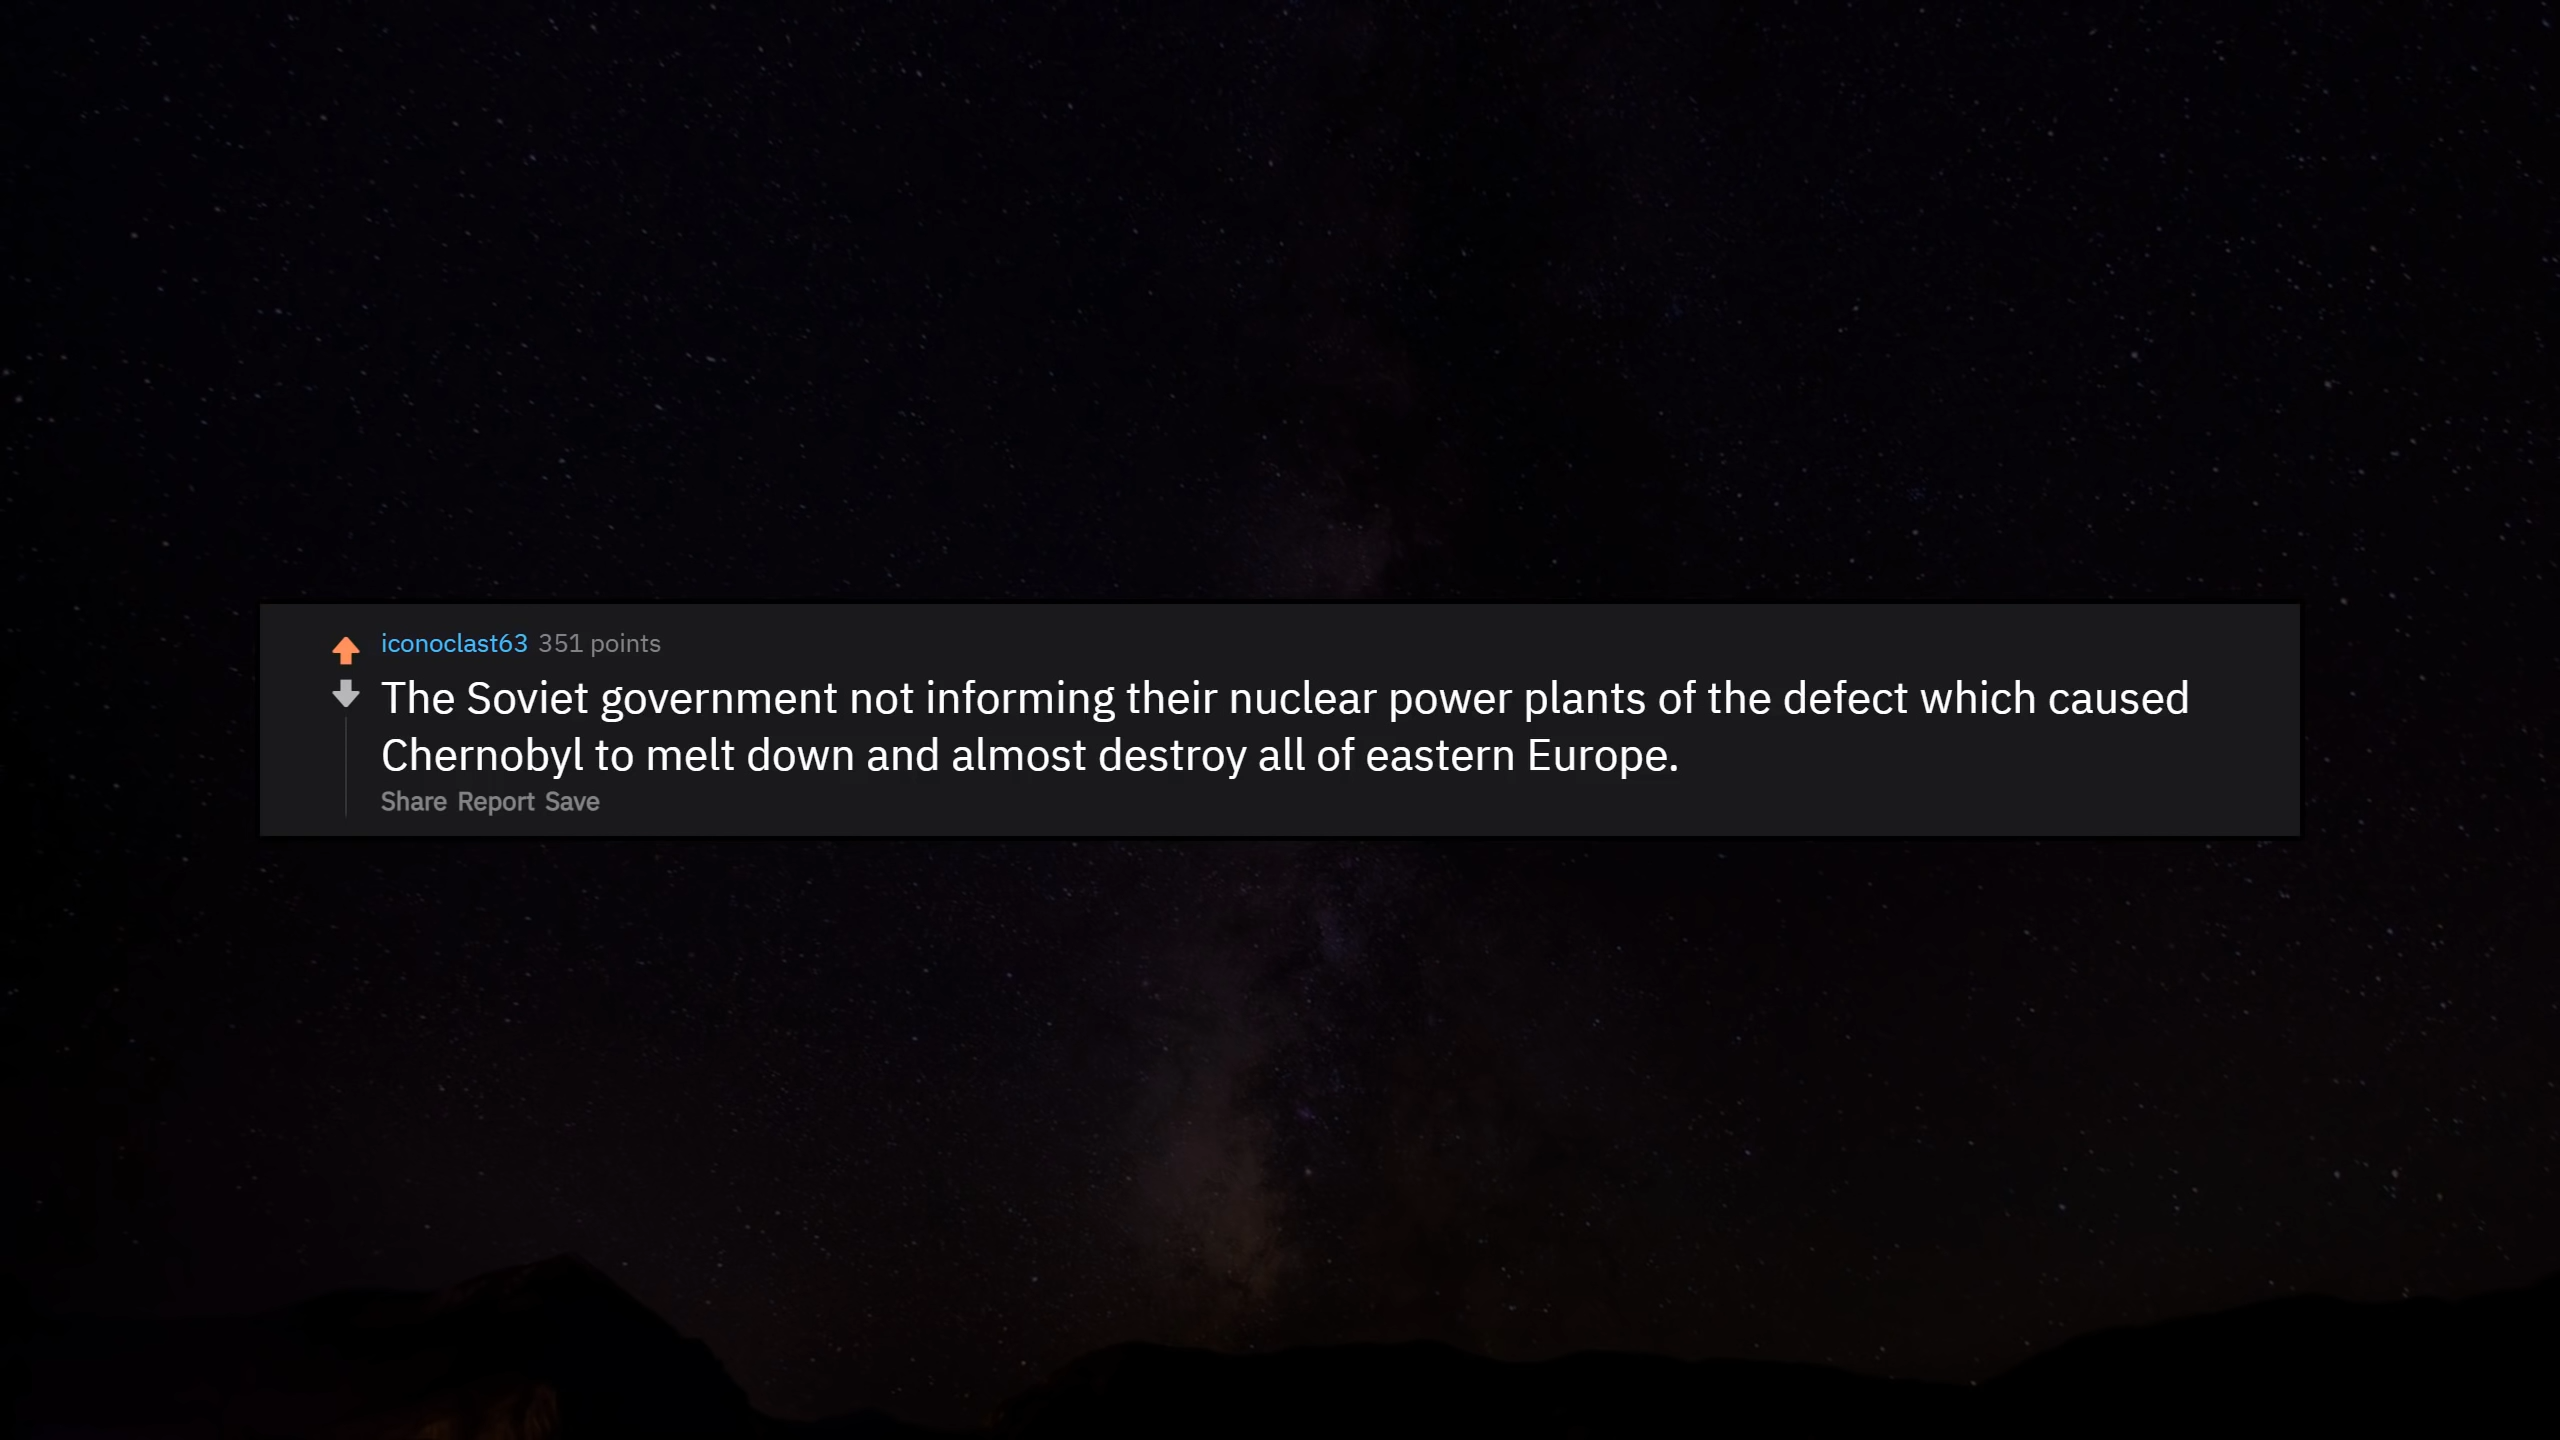 iconoclast63 351 points
The Soviet government not informing their nuclear power plants of the defect which caused
Chernobyl to melt down and almost destroy all of eastern Europe.
Share Report Save